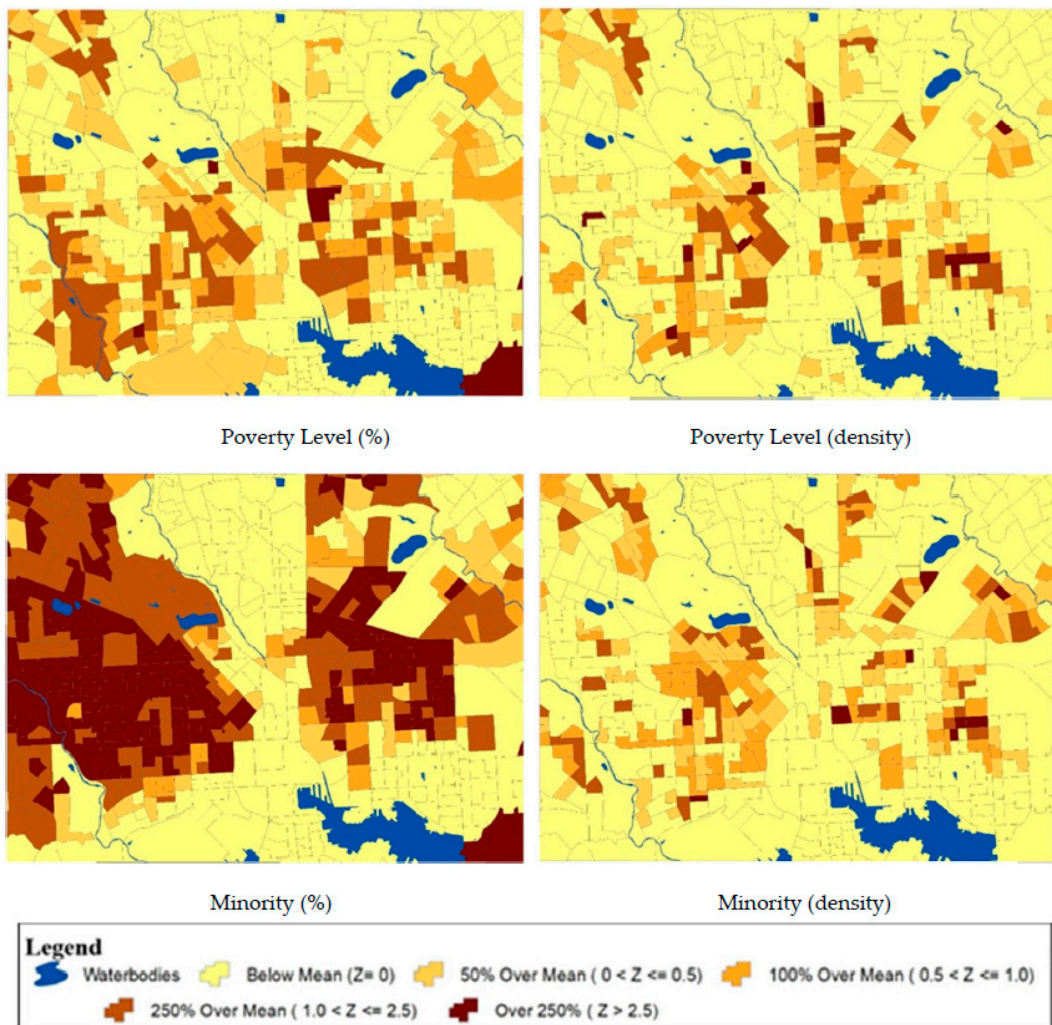 Poverty Level (%) Poverty Level (density)
Minority (%) Minority (density)
Legend
Waterbodies Below Mean (Z= 0) 50% Over Mean ( 0 < Z <= 0.5) 100% Over Mean ( 0.5 < Z <= 1.0)
250% Over Mean ( 1.0 < Z <= 2.5) Over 250% ( Z > 2.5)